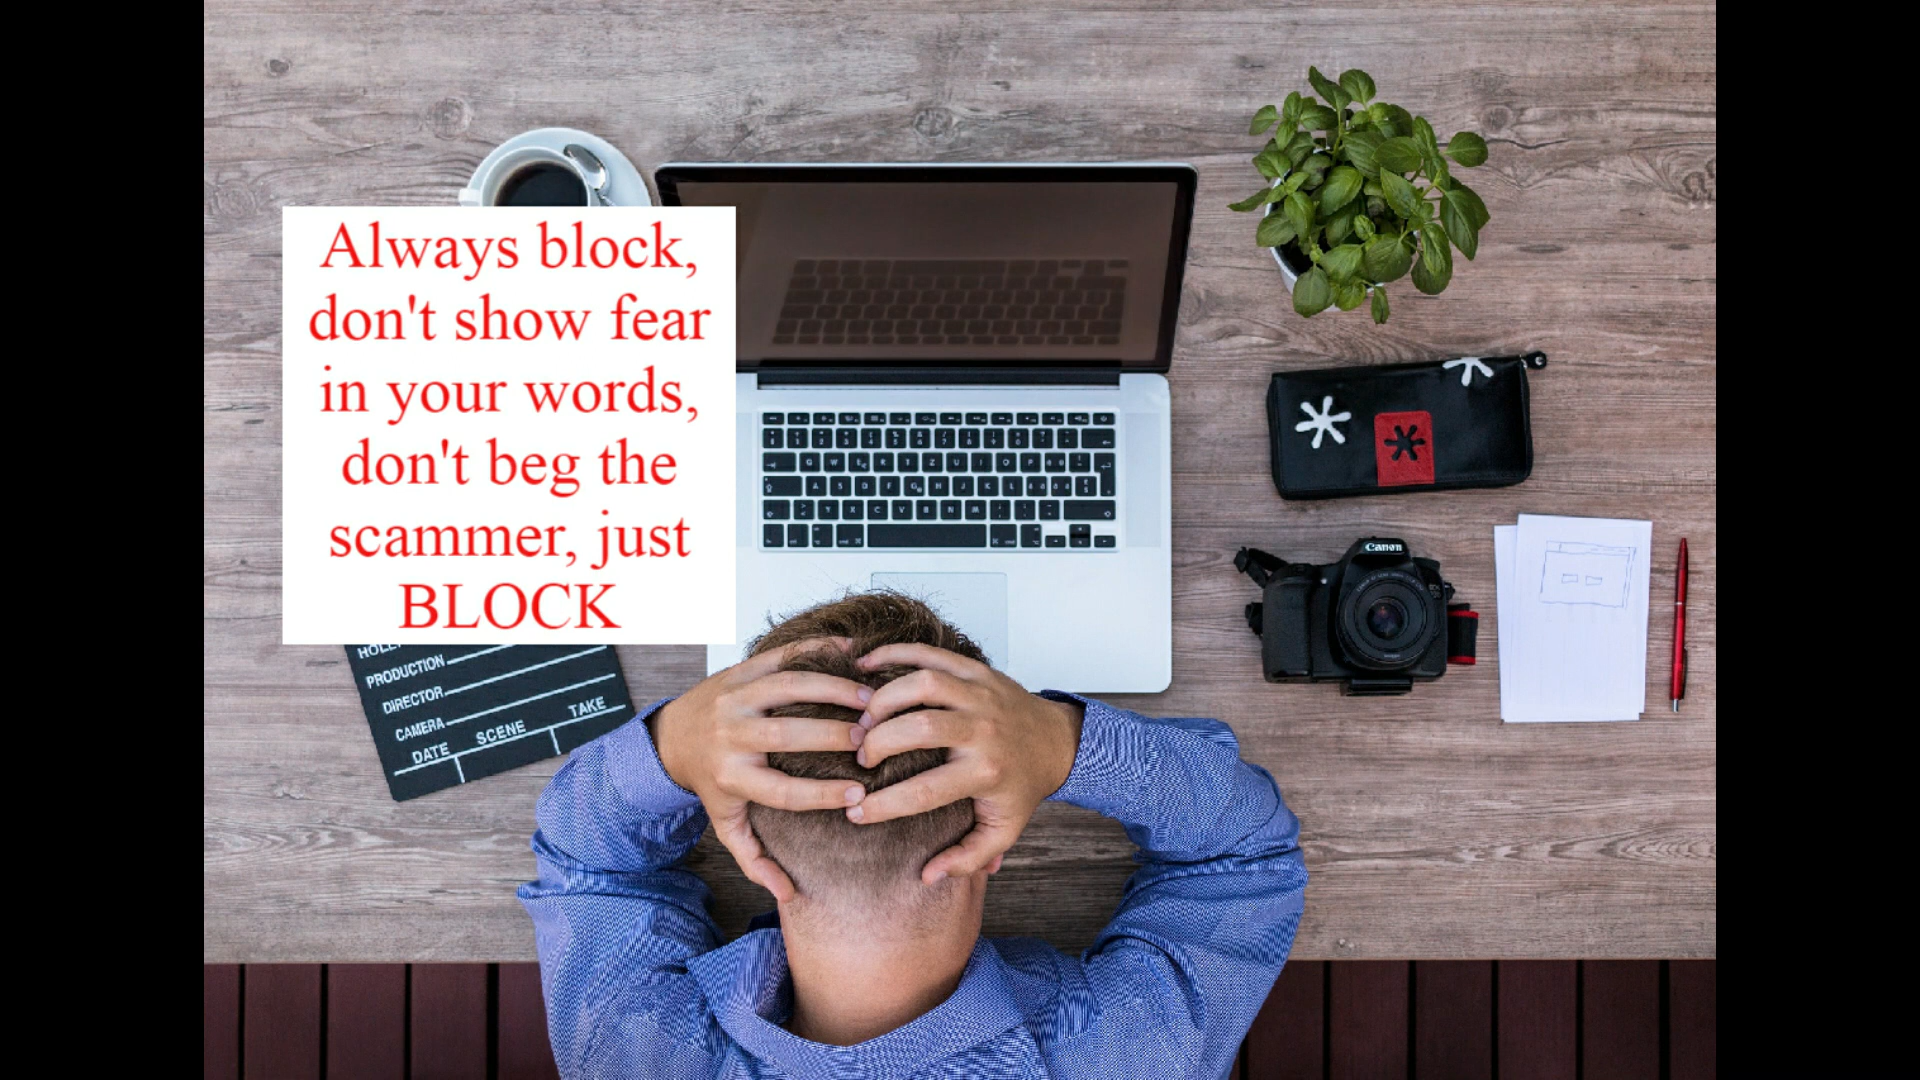 Always block,
don't show fear
in your words,
don't beg the
scammer, just
BLOCK
PRODUCTION
DIRECTOR
CAMERA
DATE SCENE TAKE
Canon